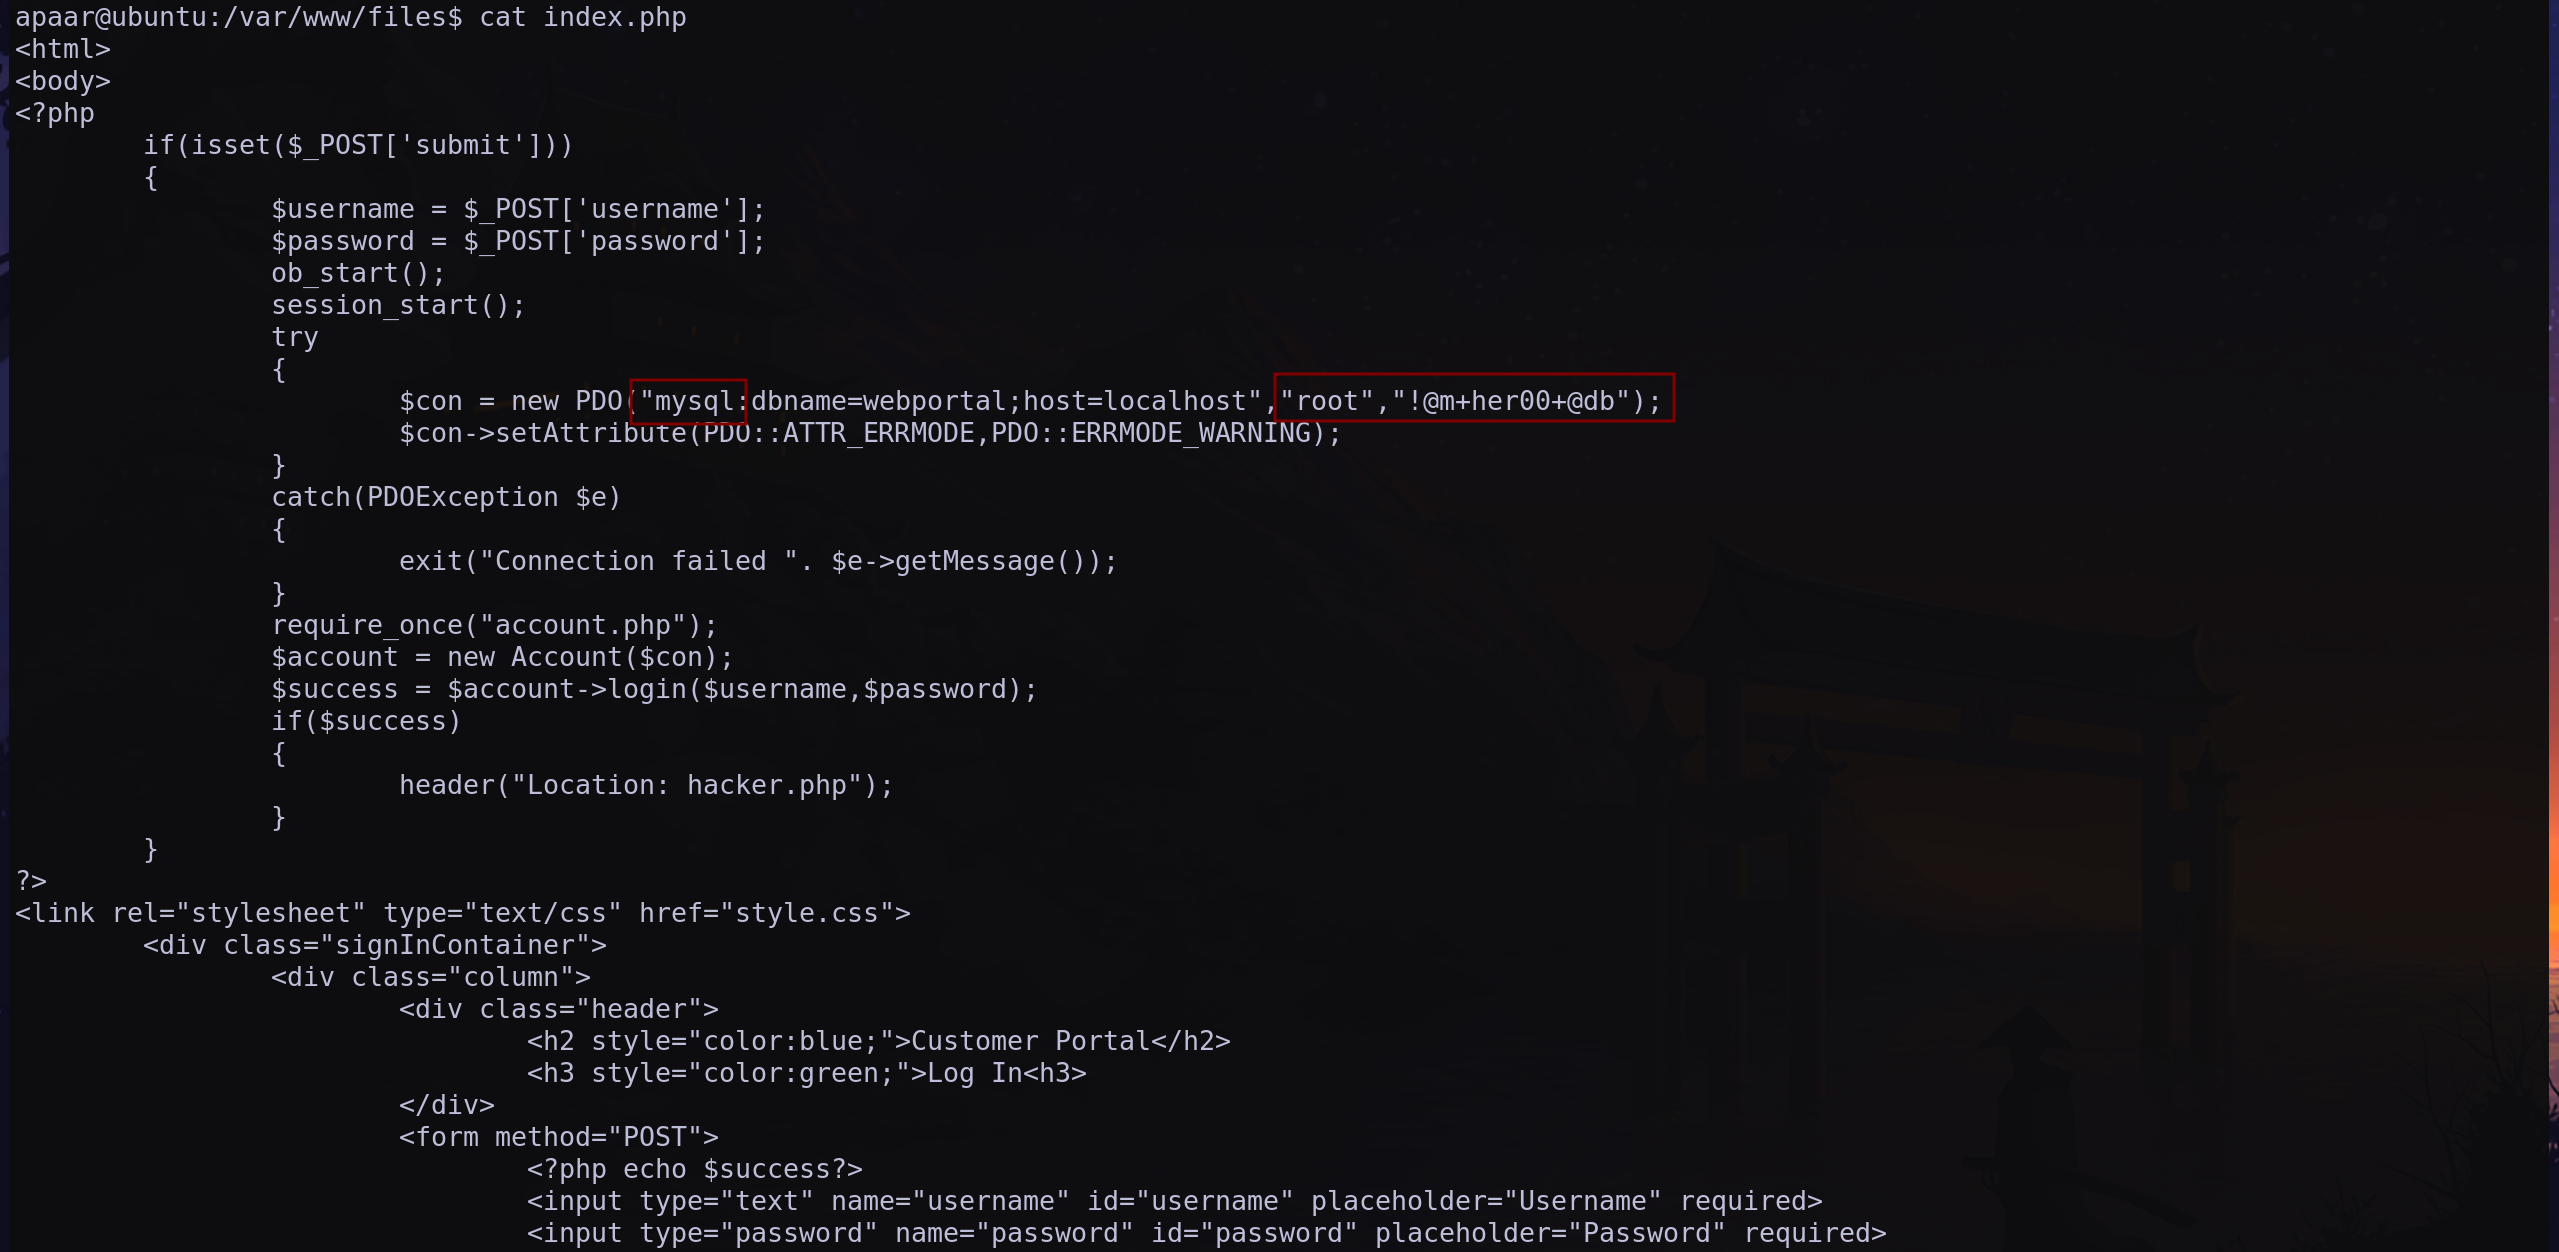 apaar@ubuntu:/var/www/files$ cat index.php
<html>
<body>
<?php
        if(isset($_POST['submit']))
        {
                $username = $_POST['username'];
                $password = $_POST['password'];
                ob_start();
                session_start();
                try
                {
                        $con = new PDO("mysql:dbname=webportal;host=localhost","root","!@m+her00+@db");
                        $con->setAttribute(PDO::ATTR_ERRMODE,PDO::ERRMODE_WARNING);
                }
                catch(PDOException $e)
                {
                        exit("Connection failed ". $e->getMessage());
                }
                require_once("account.php");
                $account = new Account($con);
                $success = $account->login($username,$password);
                if($success)
                {
                        header("Location: hacker.php");
                }
        }
?>
<link rel="stylesheet" type="text/css" href="style.css">
        <div class="signInContainer">
                <div class="column">
                        <div class="header">
                                <h2 style="color:blue;">Customer Portal</h2>
                                <h3 style="color:green;">Log In<h3>
                        </div>
                        <form method="POST">
                                <?php echo $success?>
                                <input type="text" name="username" id="username" placeholder="Username" required>
                                <input type="password" name="password" id="password" placeholder="Password" required>